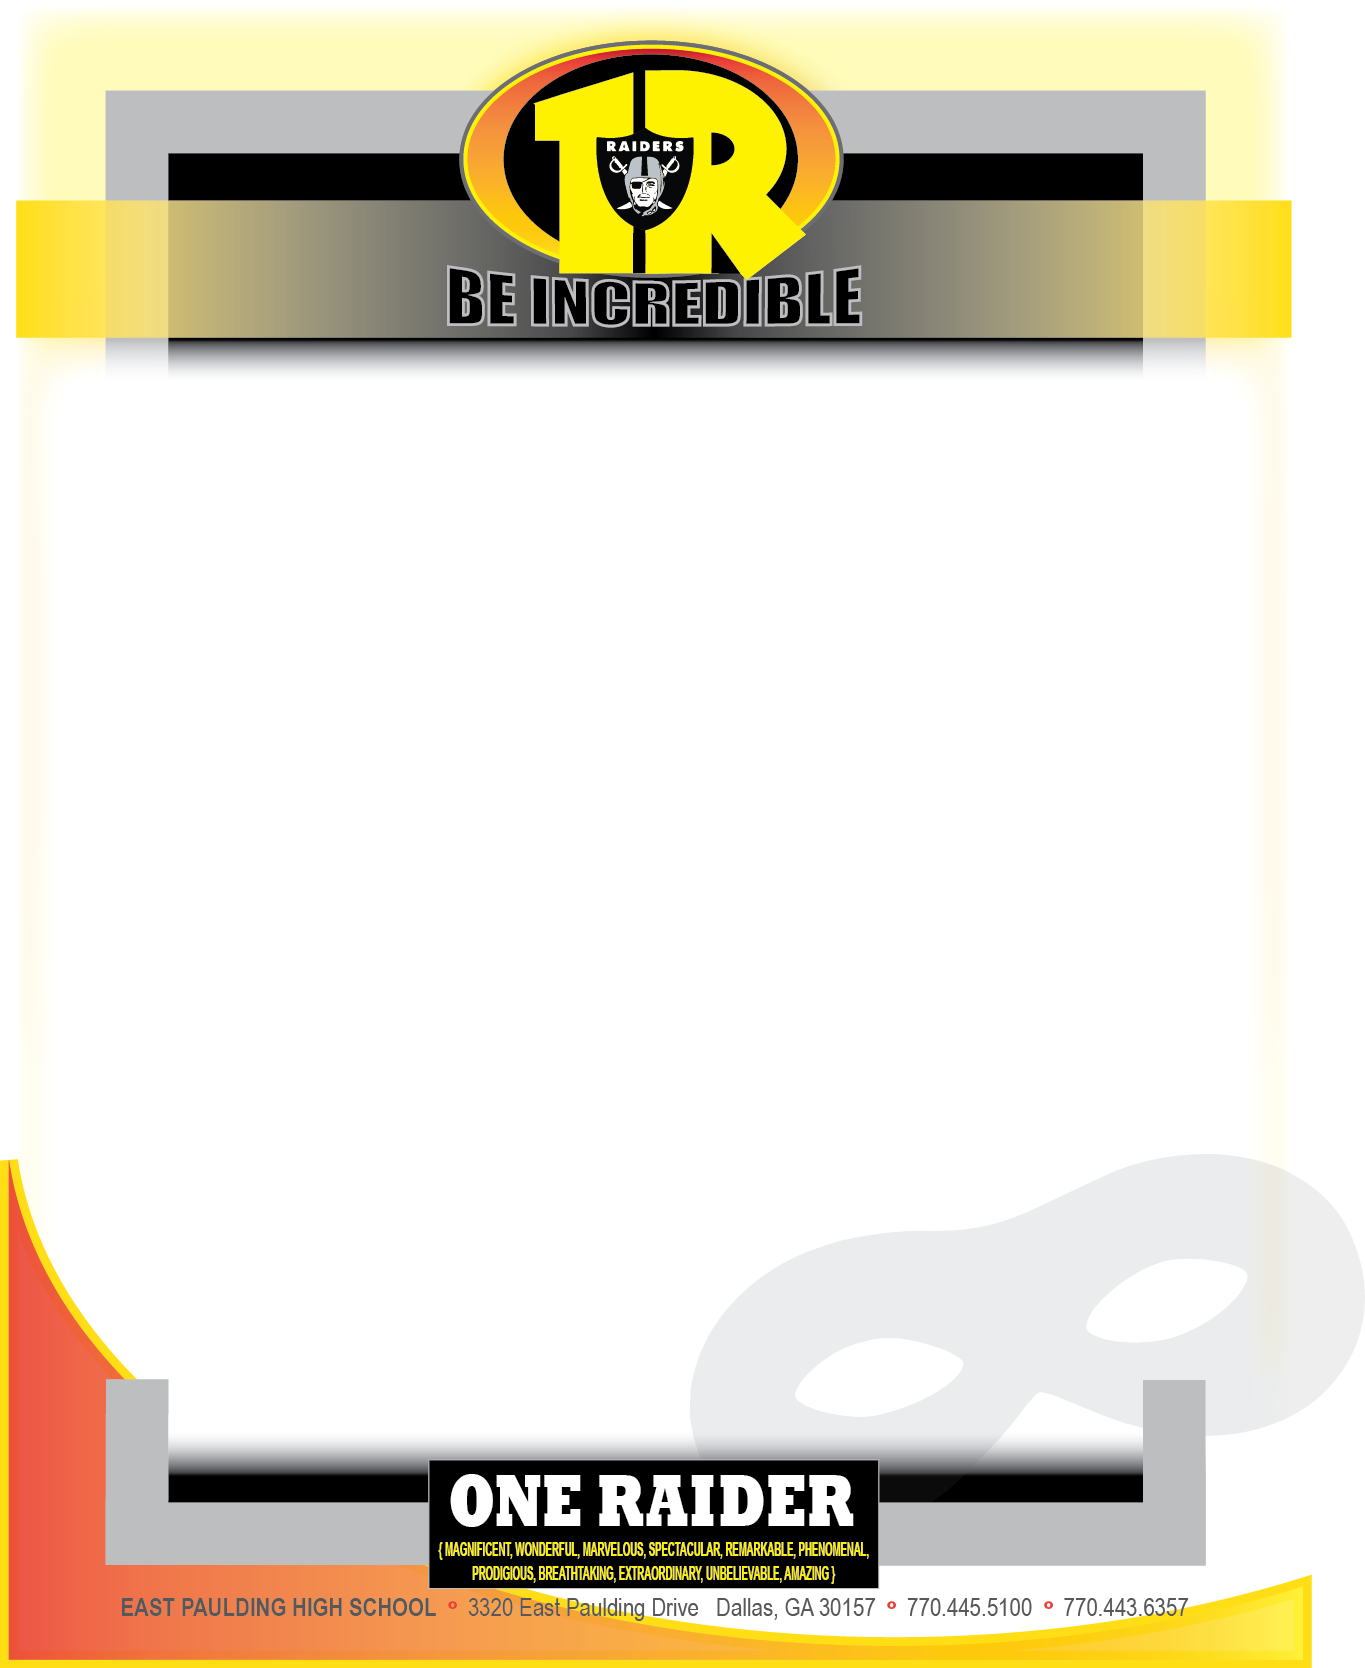 1R
RAIDERS
BE INCREDIBLE
ONE RAIDER
{ MAGNIFICENT, WONDERFUL, MARVELOUS, SPECTACULAR, REMARKABLE, PHENOMENAL,
PRODIGIOUS, BREATHTAKING, EXTRAORDINARY, UNBELIEVABLE, AMAZING }
EAST PAULDING HIGH SCHOOL ° 3320 East Paulding Drive Dallas, GA 30157 ° 770.445.5100 ° 770.443.6357